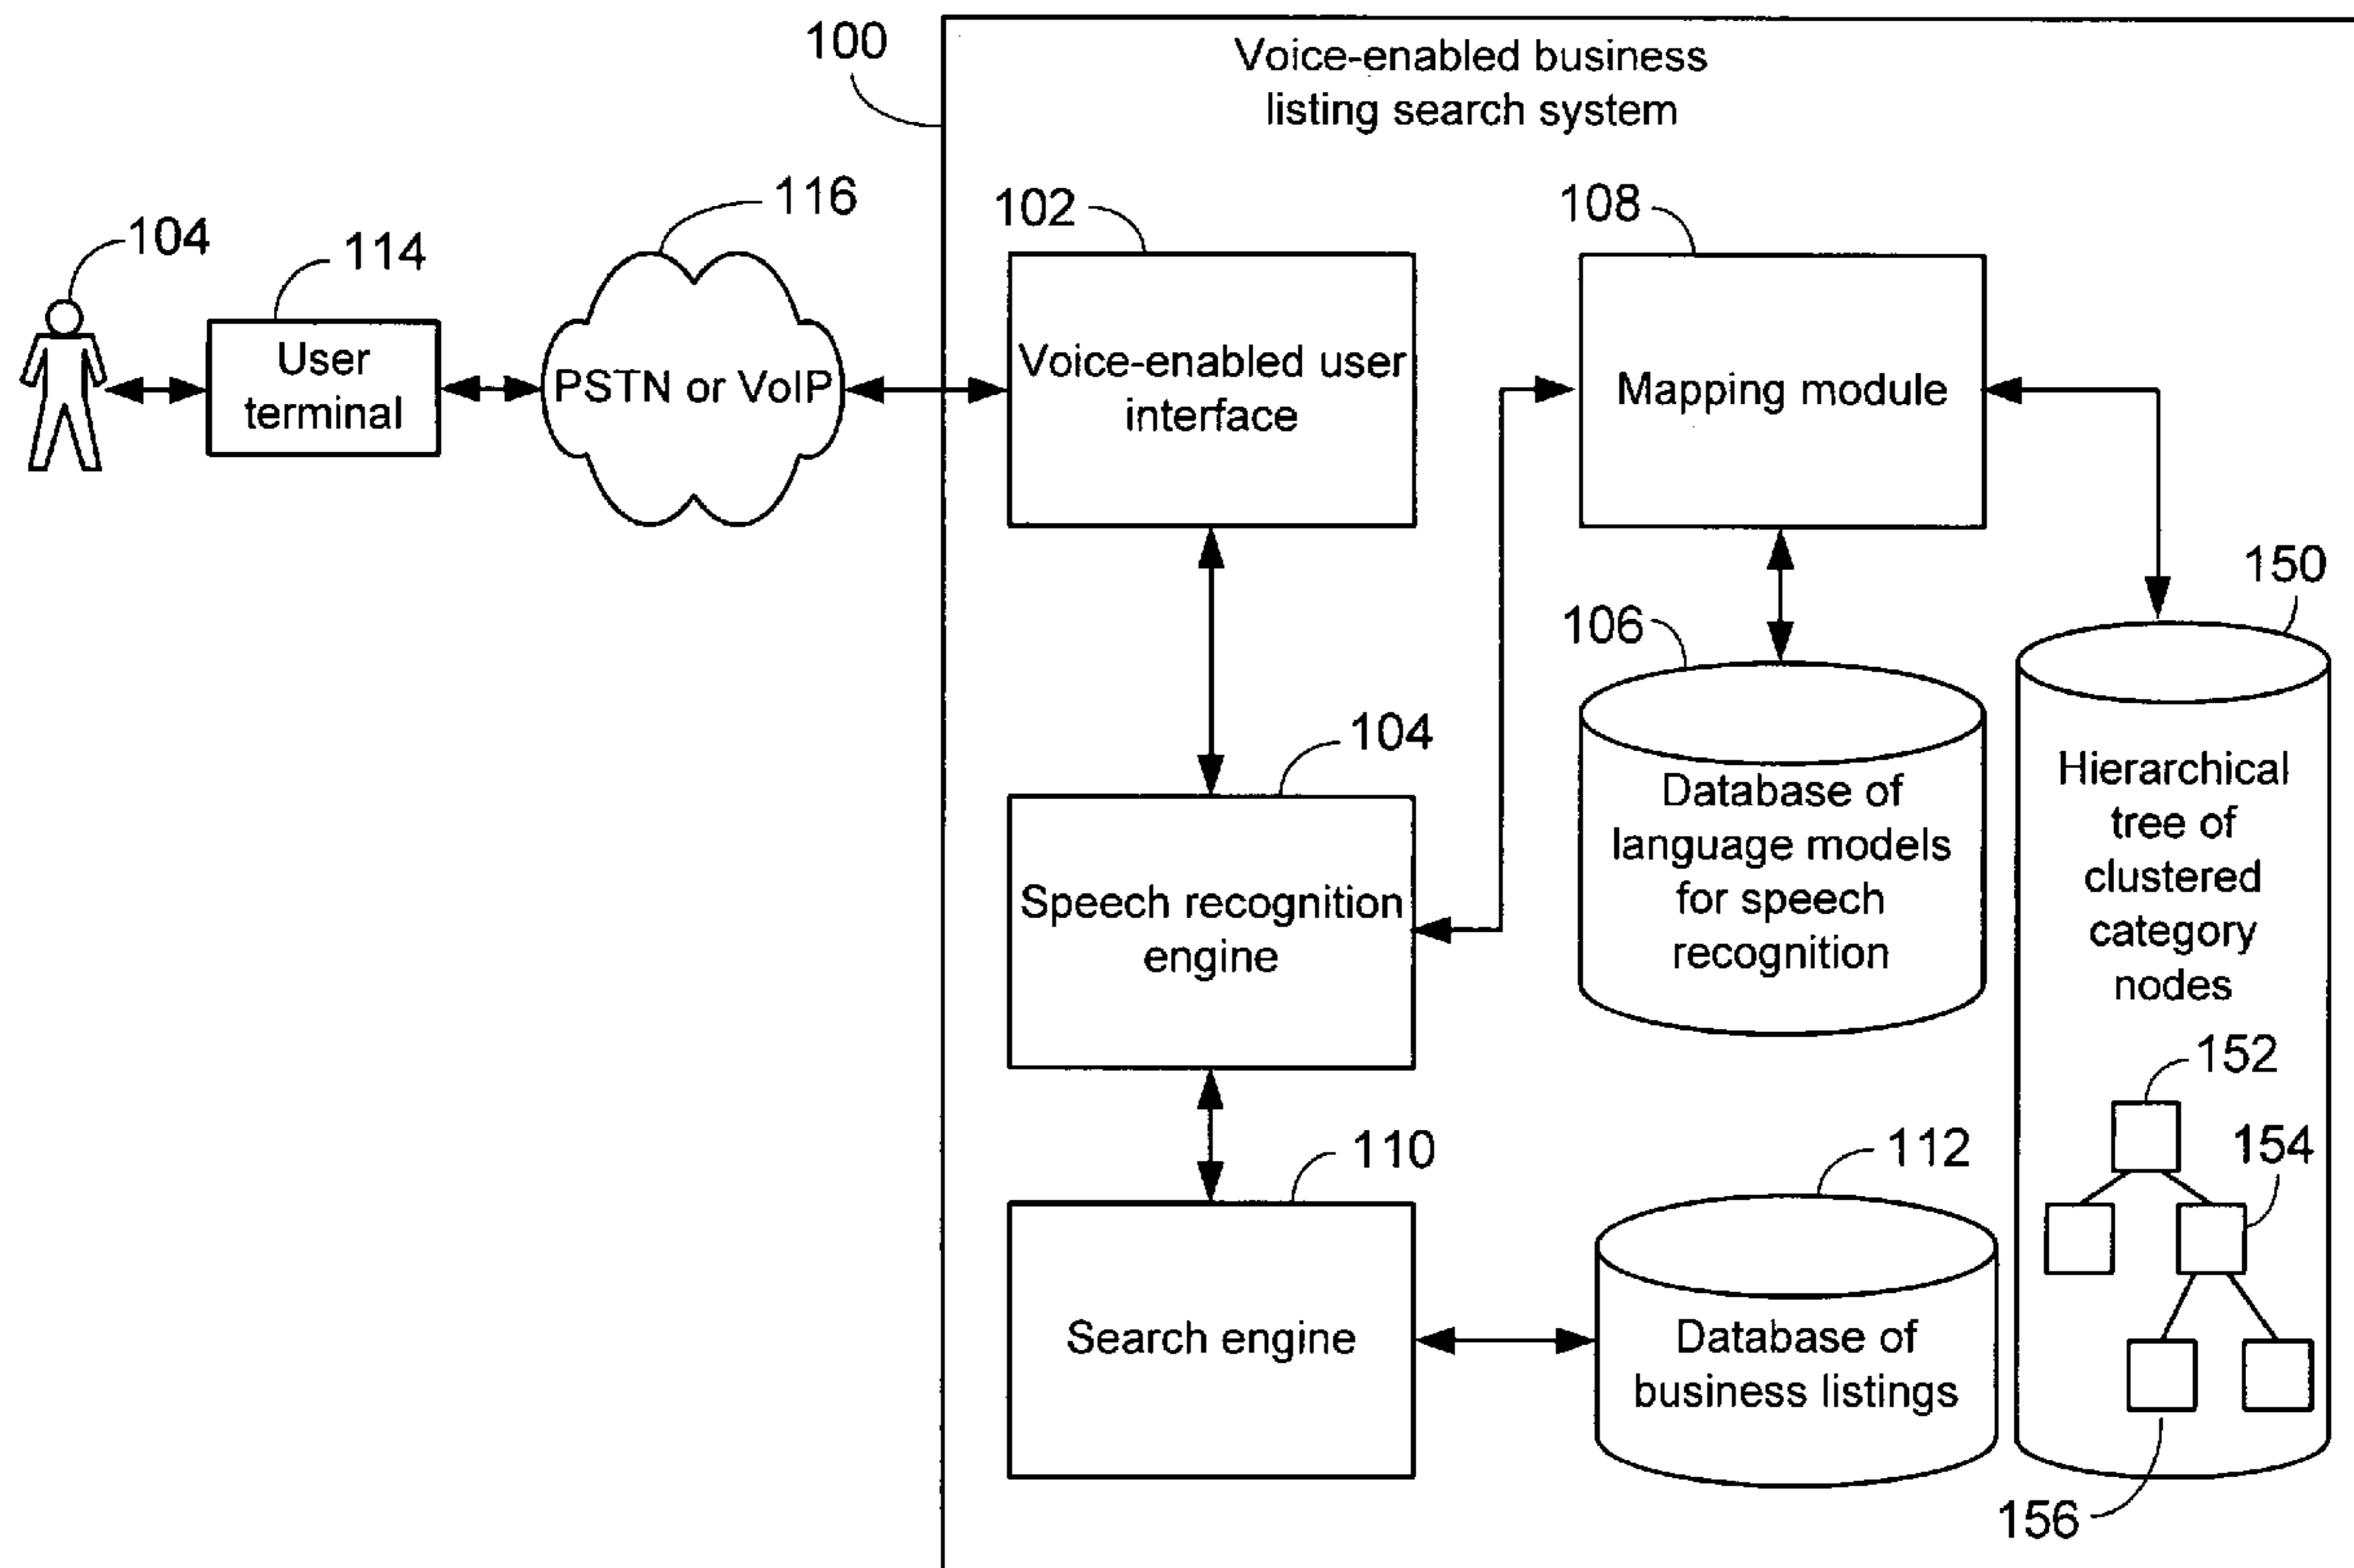 100
Voice-enabled business
listing search system
116
102
108
104
114
User
terminal
PSTN or VoIP
Voice-enabled user
interface
Mapping module
150
106
104
Database of
language models
for speech
recognition
Hierarchical
tree of
clustered
category
nodes
Speech recognition
engine
152
110
112
154
Search engine
Database of
business listings
156